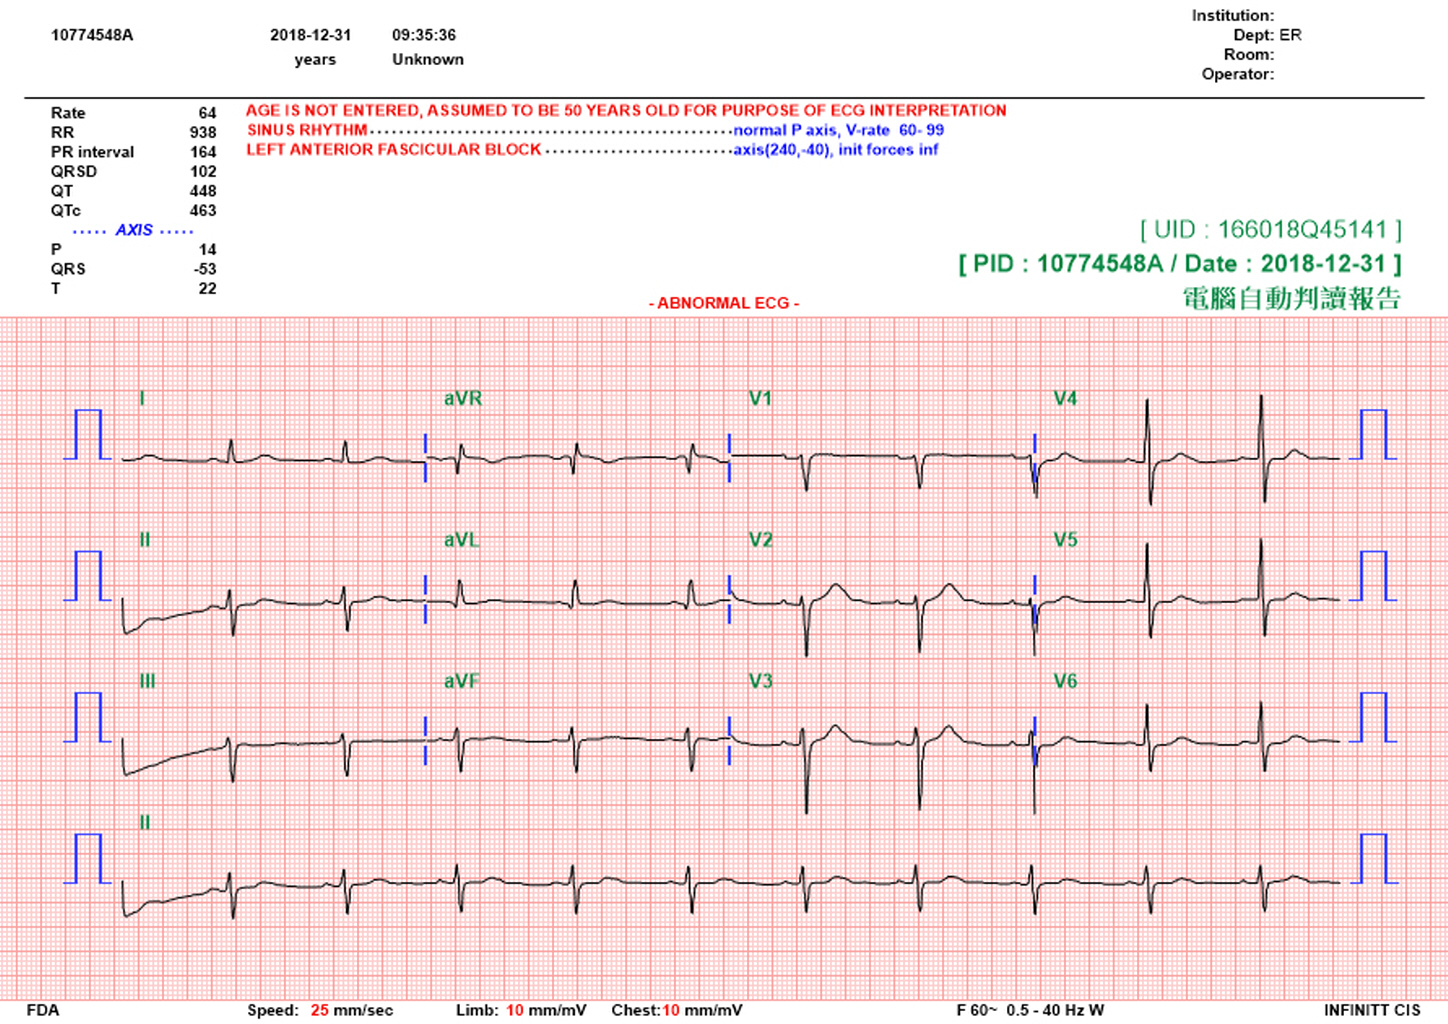 Institution:
10774548A 2018-12-31 09:35:36 Dept: ER
years Unknown Room:
Operator:
Rate 64 AGE IS NOT ENTERED, ASSUMED TO BE 50 YEARS OLD FOR PURPOSE OF ECG INTERPRETATION
RR 938 SINUS RHYTHM normal P axis, V-rate 60- 99
PR interval 164 LEFT ANTERIOR FASCICULAR BLOCK axis(240,-40), init forces inf
QRSD 102
QT 448
QTc 463
----- AXIS -----
P 14
QRS -53
T 22
[ UID : 166018Q45141 ]
[ PID : 10774548A / Date : 2018-12-31 ]
電腦自動判讀報告
- ABNORMAL ECG -
I aVR V1 V4
II aVL V2 V5
III aVF V3 V6
II
FDA Speed: 25 mm/sec Limb: 10 mm/mV Chest:10 mm/mV F 60~ 0.5 - 40 Hz W INFINITT CIS